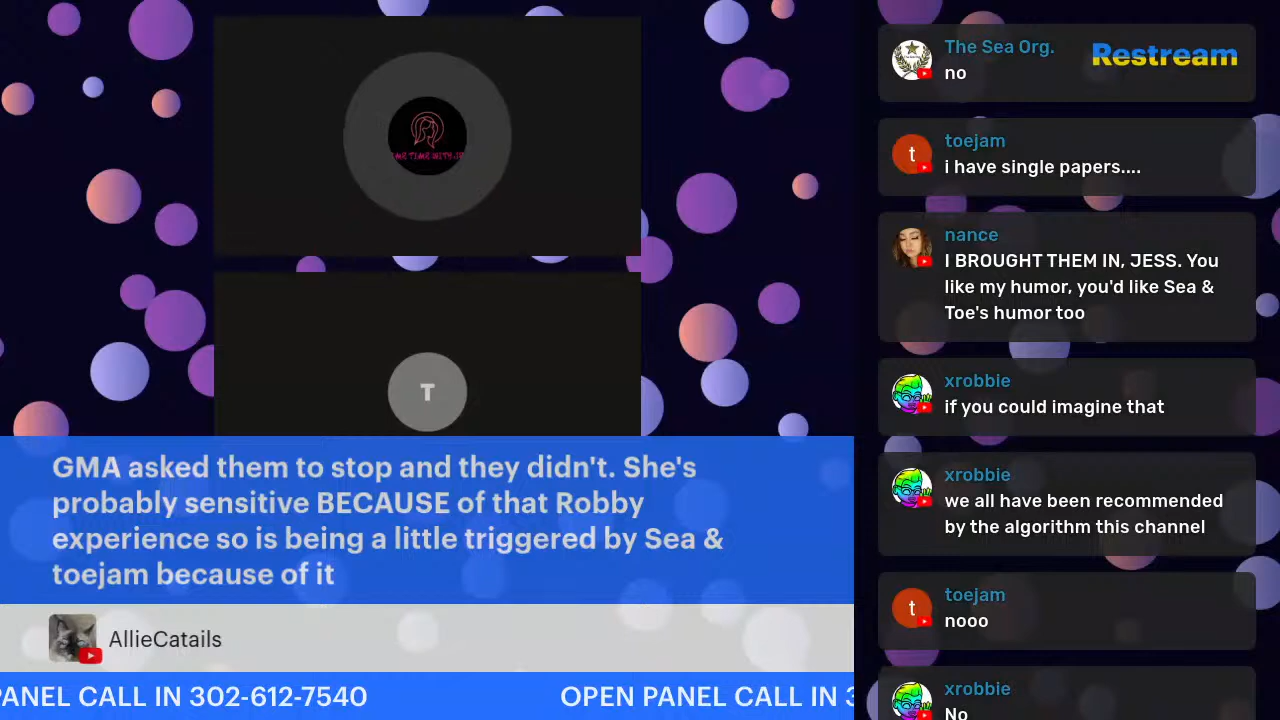 ME TIME WITH
T
GMA asked them to stop and they didn't. She's
probably sensitive BECAUSE of that Robby
experience so is being a little triggered by Sea &
toejam because of it
AllieCatails
PANEL CALL IN 302-612-7540
OPEN PANEL CALL IN 3
The Sea Org.
Restream
no
t
toejam
i have single papers....
nance
I BROUGHT THEM IN, JESS. You
like my humor, you'd like Sea &
Toe's humor too
xrobbie
if you could imagine that
xrobbie
we all have been recommended
by the algorithm this channel
t
toejam
nooo
xrobbie
No